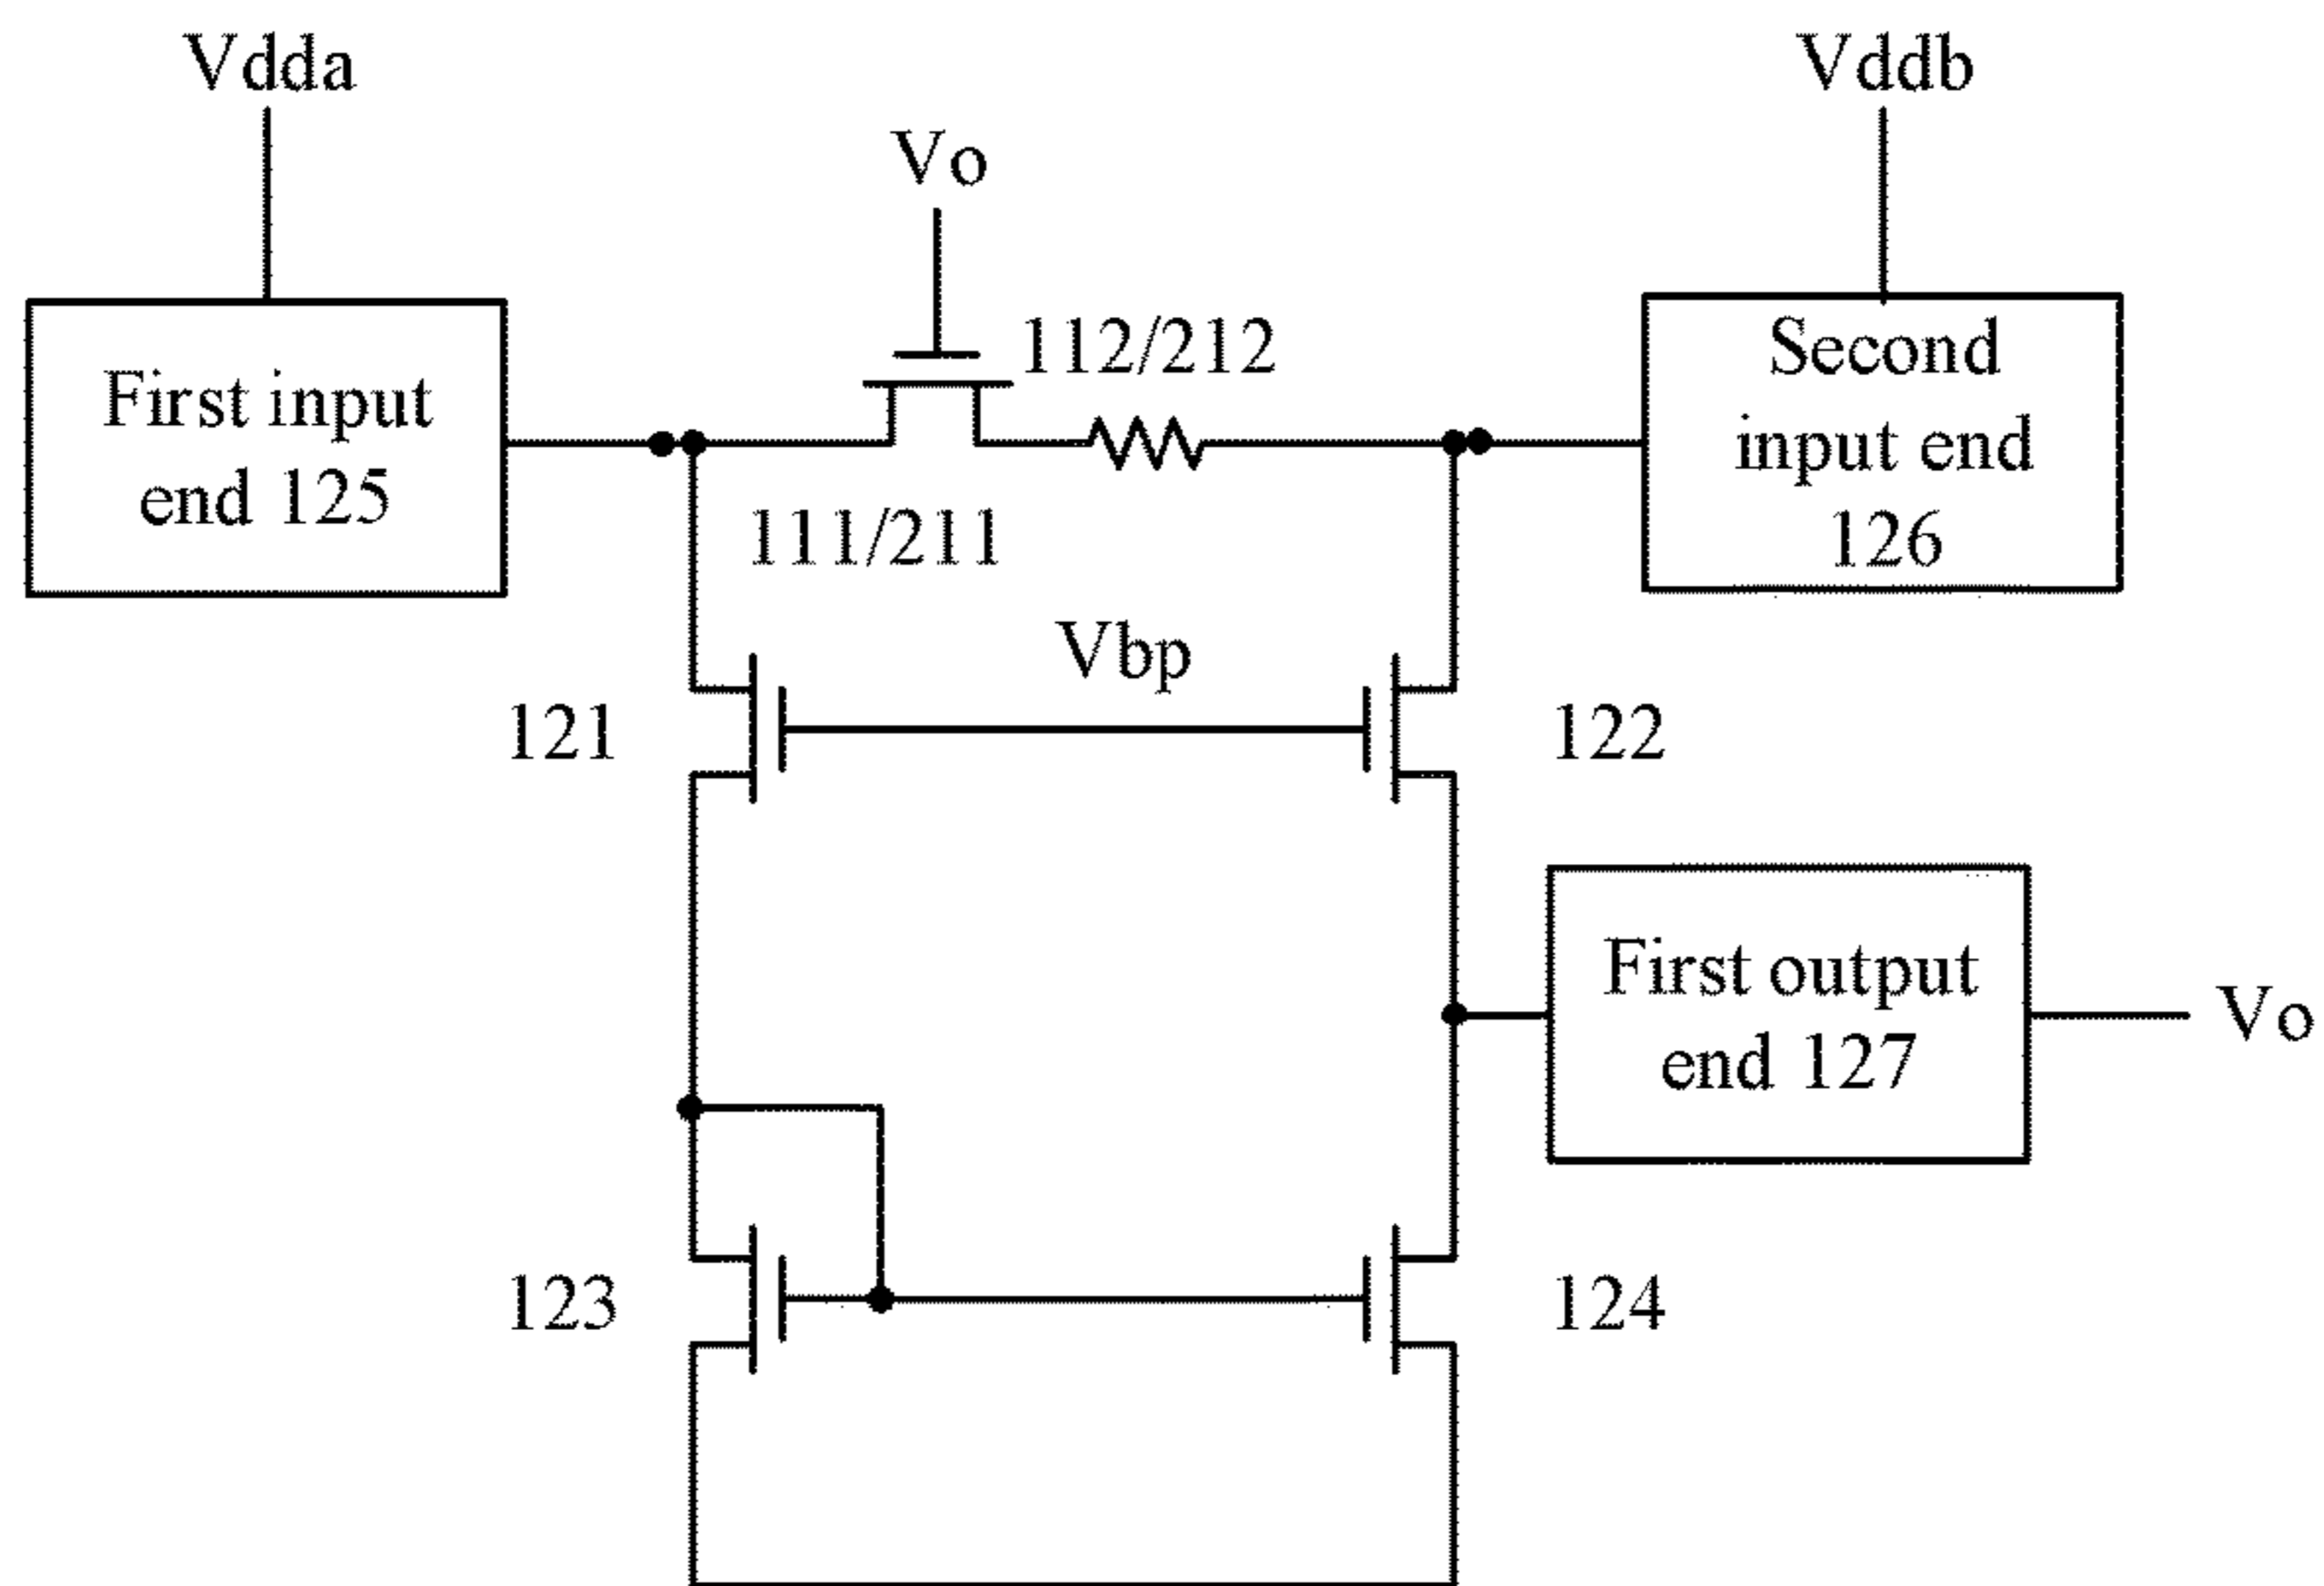 Vdda
Vddb
Vo
112/212
First input
end 125
Second
input end
126
111/211
Vbp
121
122
First output
end 127
Vo
123
124